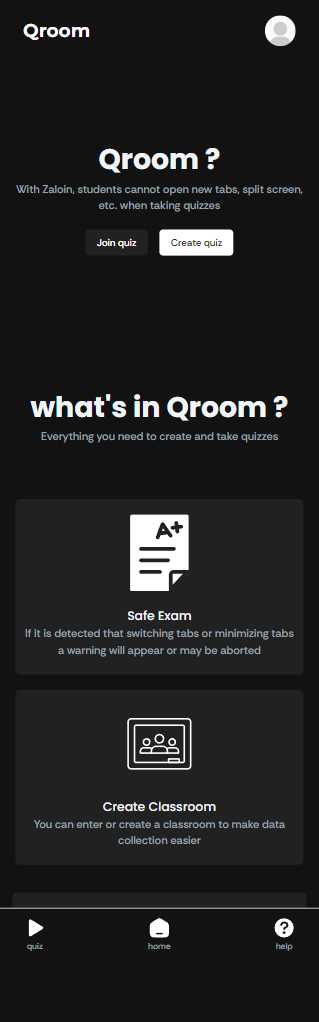 Qroom
Qroom ?
With Zaloin, students cannot open new tabs, split screen,
etc. when taking quizzes
Join quiz
Create quiz
what's in Qroom ?
Everything you need to create and take quizzes
A+
Safe Exam
If it is detected that switching tabs or minimizing tabs
a warning will appear or may be aborted
Create Classroom
You can enter or create a classroom to make data
collection easier
quiz
home
?
help